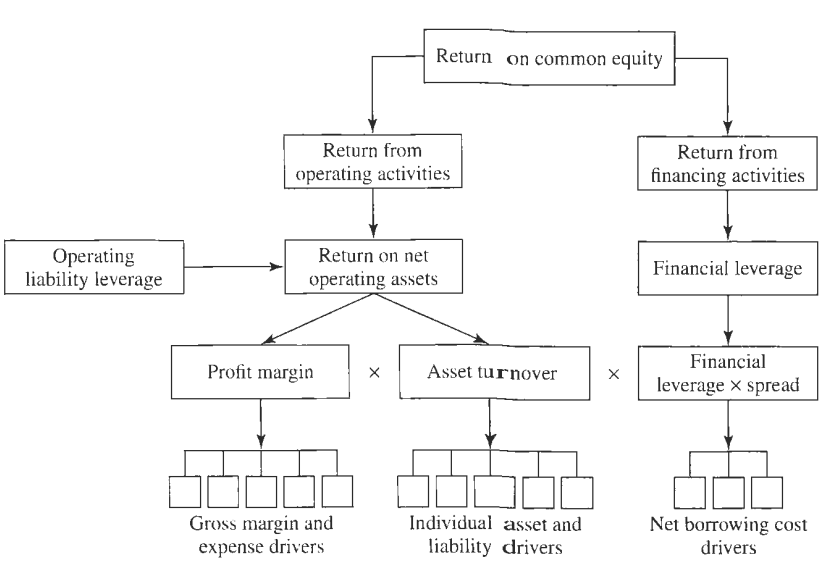 Return on common equity
Return from
operating activities
Return from
financing activities
Operating
liability leverage
Return on net
operating assets
Financial leverage
Profit margin
×
Asset turnover
×
Financial
leverage × spread
Gross margin and
expense drivers
Individual asset and
liability drivers
Net borrowing cost
drivers